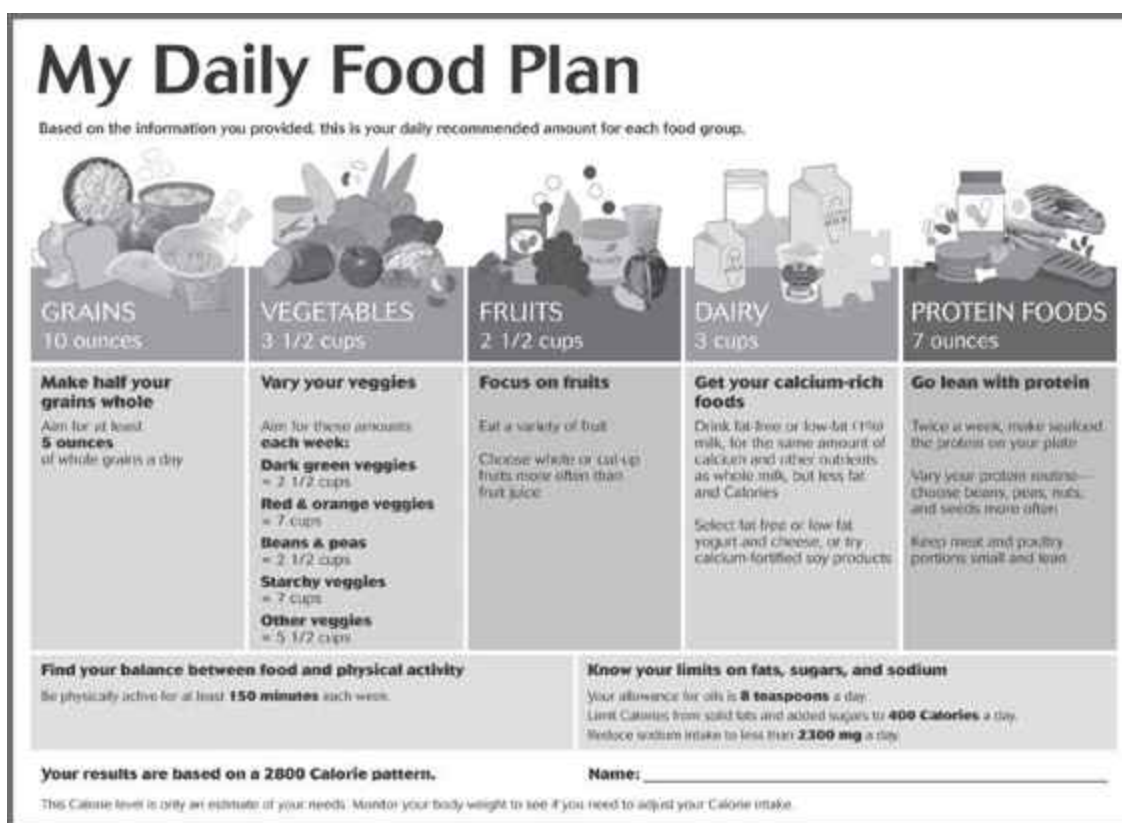 My Daily Food Plan
Based on the information you provided, this is your daily recommended amount for each food group.
GRAINS
10 ounces
VEGETABLES
3 1/2 cups
FRUITS
2 1/2 cups
DAIRY
3 cups
PROTEIN FOODS
7 ounces
Make half your
grains whole
Aim for at least
5 ounces
of whole grains a day
Vary your veggies
Aim for these amounts
each week:
Dark green veggies
= 2 1/2 cups
Red & orange veggies
= 7 cups
Beans & peas
= 2 1/2 cups
Starchy veggies
= 7 cups
Other veggies
= 5 1/2 cups
Focus on fruits
Eat a variety of fruit
Choose whole or cut-up
fruits more often than
fruit juice
Get your calcium-rich
foods
Drink fat-free or low-fat (1%)
milk, for the same amount of
calcium and other nutrients
as whole milk, but less fat
and Calories
Select fat-free or low-fat
yogurt and cheese, or try
calcium-fortified soy products
Go lean with protein
Twice a week, make seafood
the protein on your plate
Vary your protein routine—
choose beans, peas, nuts,
and seeds more often
Keep meat and poultry
portions small and lean
Find your balance between food and physical activity
Be physically active for at least 150 minutes each week.
Know your limits on fats, sugars, and sodium
Your allowance for oils is 8 teaspoons a day.
Limit Calories from solid fats and added sugars to 400 Calories a day.
Reduce sodium intake to less than 2300 mg a day.
Your results are based on a 2800 Calorie pattern.
Name:
This Calorie level is only an estimate of your needs. Monitor your body weight to see if you need to adjust your Calorie intake.